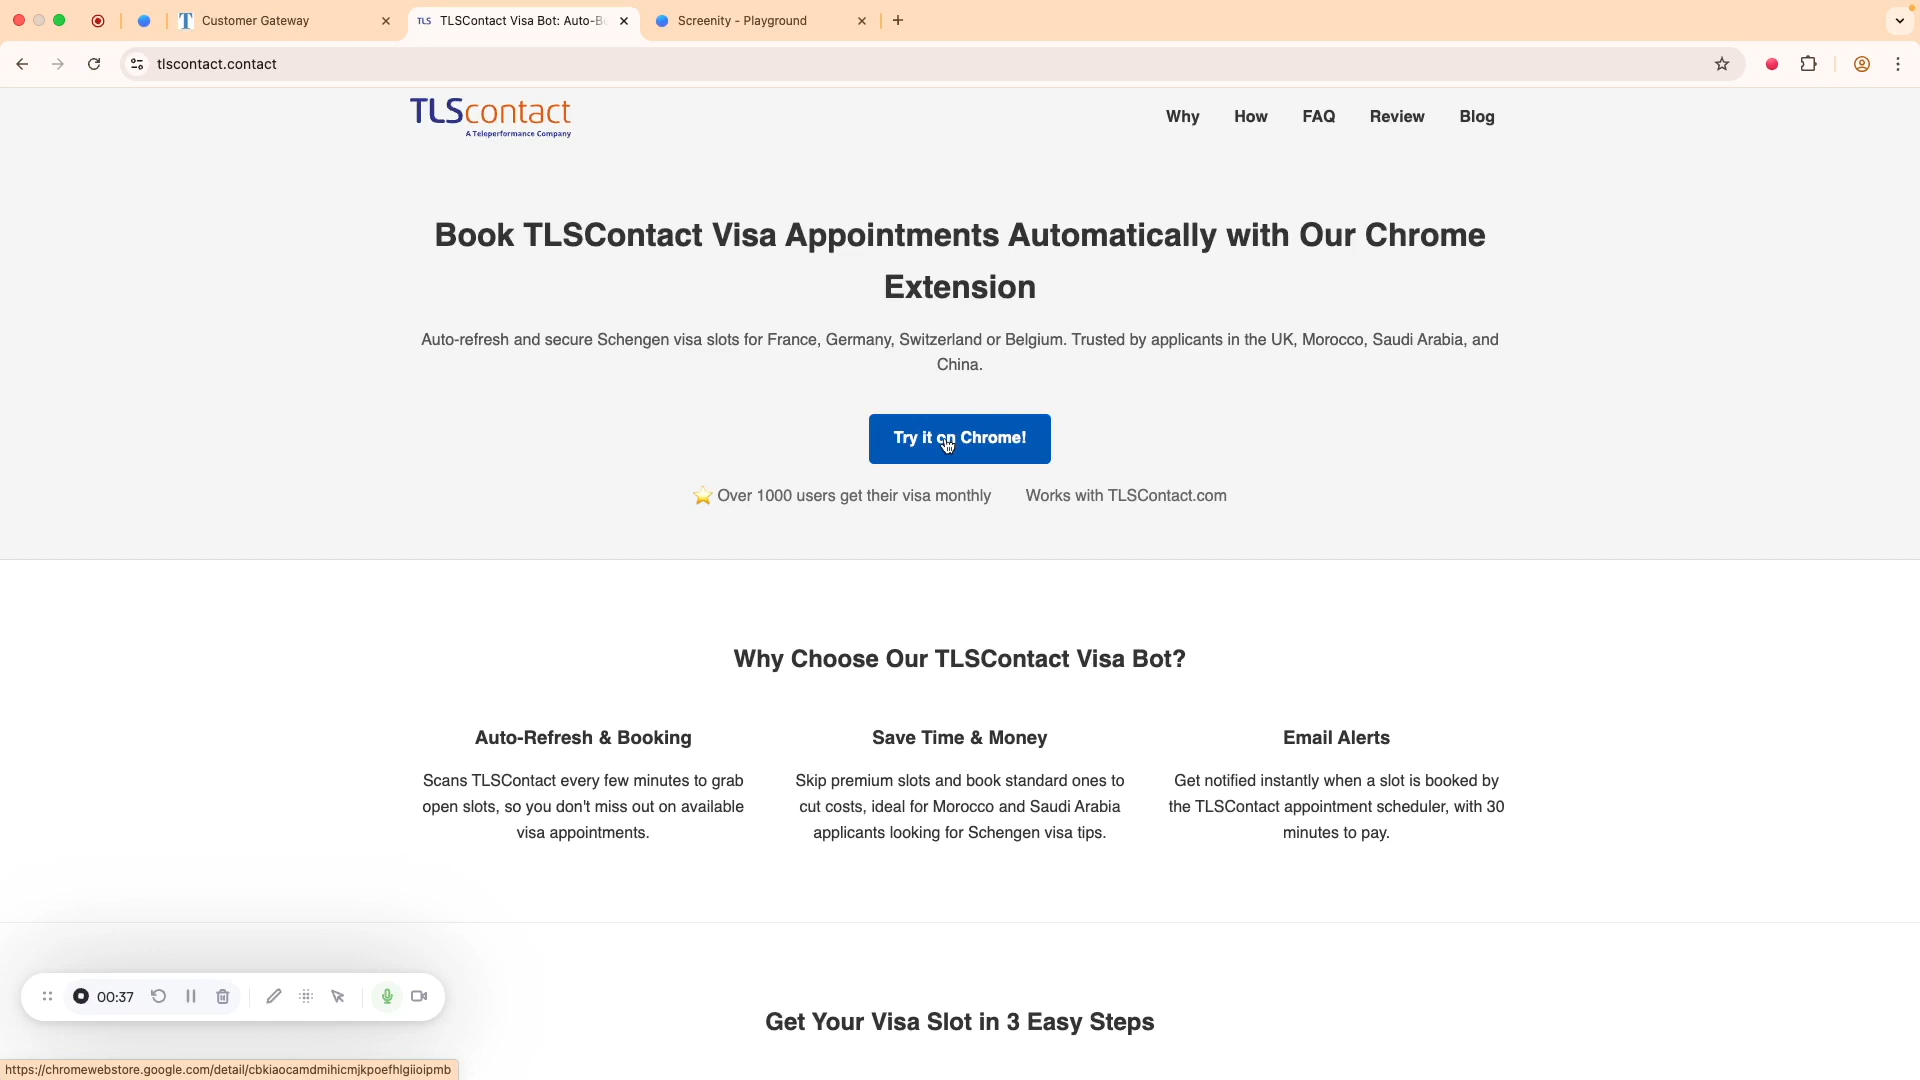 Customer Gateway
TLS TLSContact Visa Bot: Auto-B
Screenity - Playground
tlscontact.contact
TLScontact
A Teleperformance Company
Why
How
FAQ
Review
Blog
Book TLSContact Visa Appointments Automatically with Our Chrome
Extension
Auto-refresh and secure Schengen visa slots for France, Germany, Switzerland or Belgium. Trusted by applicants in the UK, Morocco, Saudi Arabia, and
China.
Try it on Chrome!
⭐ Over 1000 users get their visa monthly
Works with TLSContact.com
Why Choose Our TLSContact Visa Bot?
Auto-Refresh & Booking
Scans TLSContact every few minutes to grab
open slots, so you don't miss out on available
visa appointments.
Save Time & Money
Skip premium slots and book standard ones to
cut costs, ideal for Morocco and Saudi Arabia
applicants looking for Schengen visa tips.
Email Alerts
Get notified instantly when a slot is booked by
the TLSContact appointment scheduler, with 30
minutes to pay.
00:37
Get Your Visa Slot in 3 Easy Steps
https://chromewebstore.google.com/detail/cbkiaocamdmihicmjkpoefhlgiioipmb